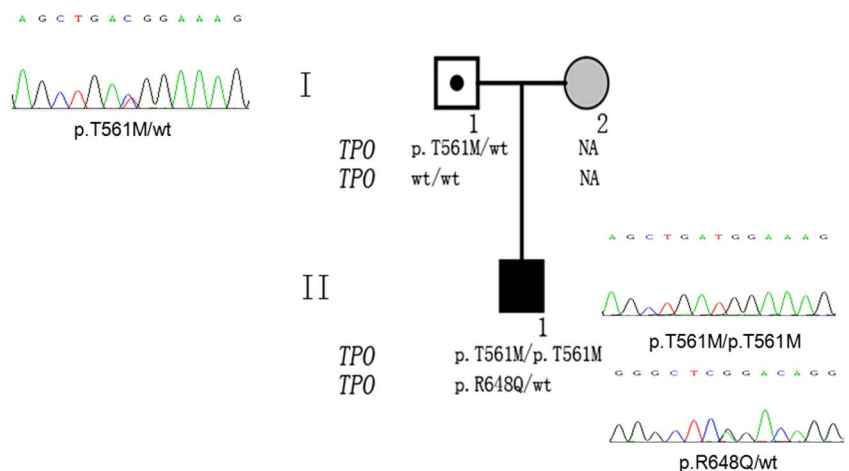 A G C T G A C G G A A A G
p.T561M/wt
I
1
2
TPO p. T561M/wt NA
TPO wt/wt NA
A G C T G A T G G A A A G
II
1
p.T561M/p.T561M
TPO p. T561M/p. T561M
TPO p. R648Q/wt
G G G C T C G G A C A G G
p.R648Q/wt